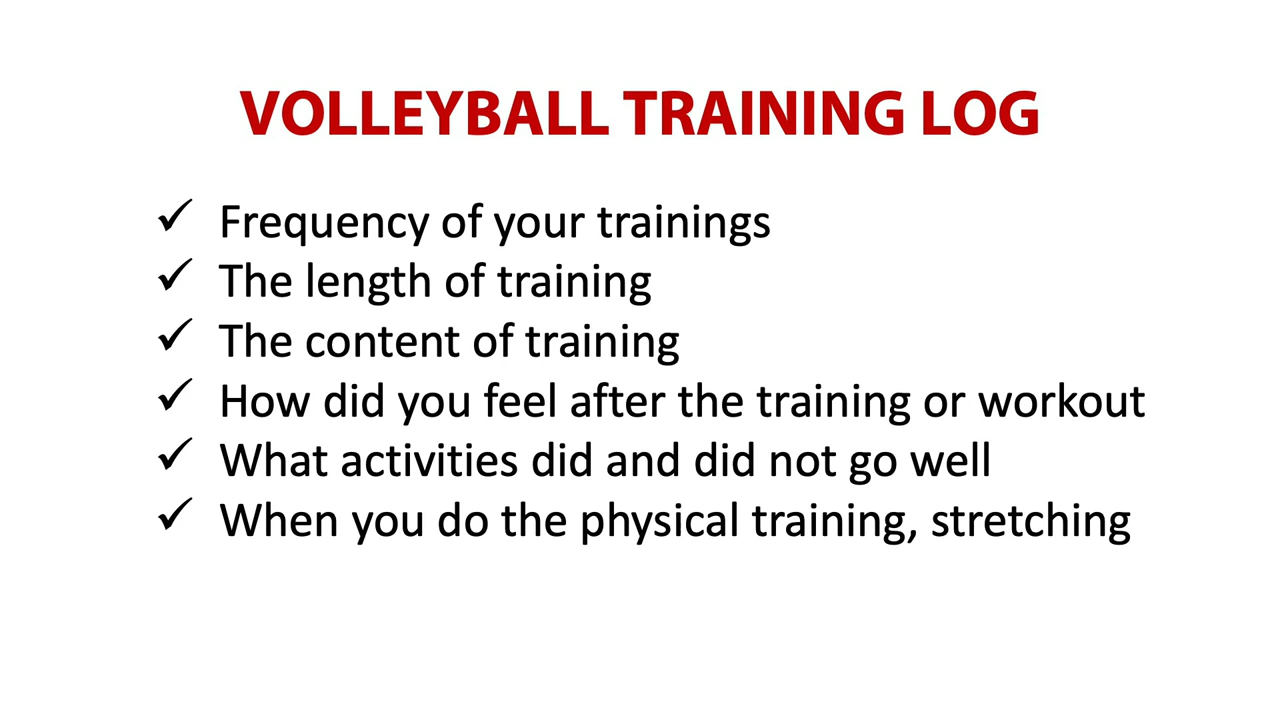 VOLLEYBALL TRAINING LOG
✓ Frequency of your trainings
✓ The length of training
✓ The content of training
✓ How did you feel after the training or workout
✓ What activities did and did not go well
✓ When you do the physical training, stretching